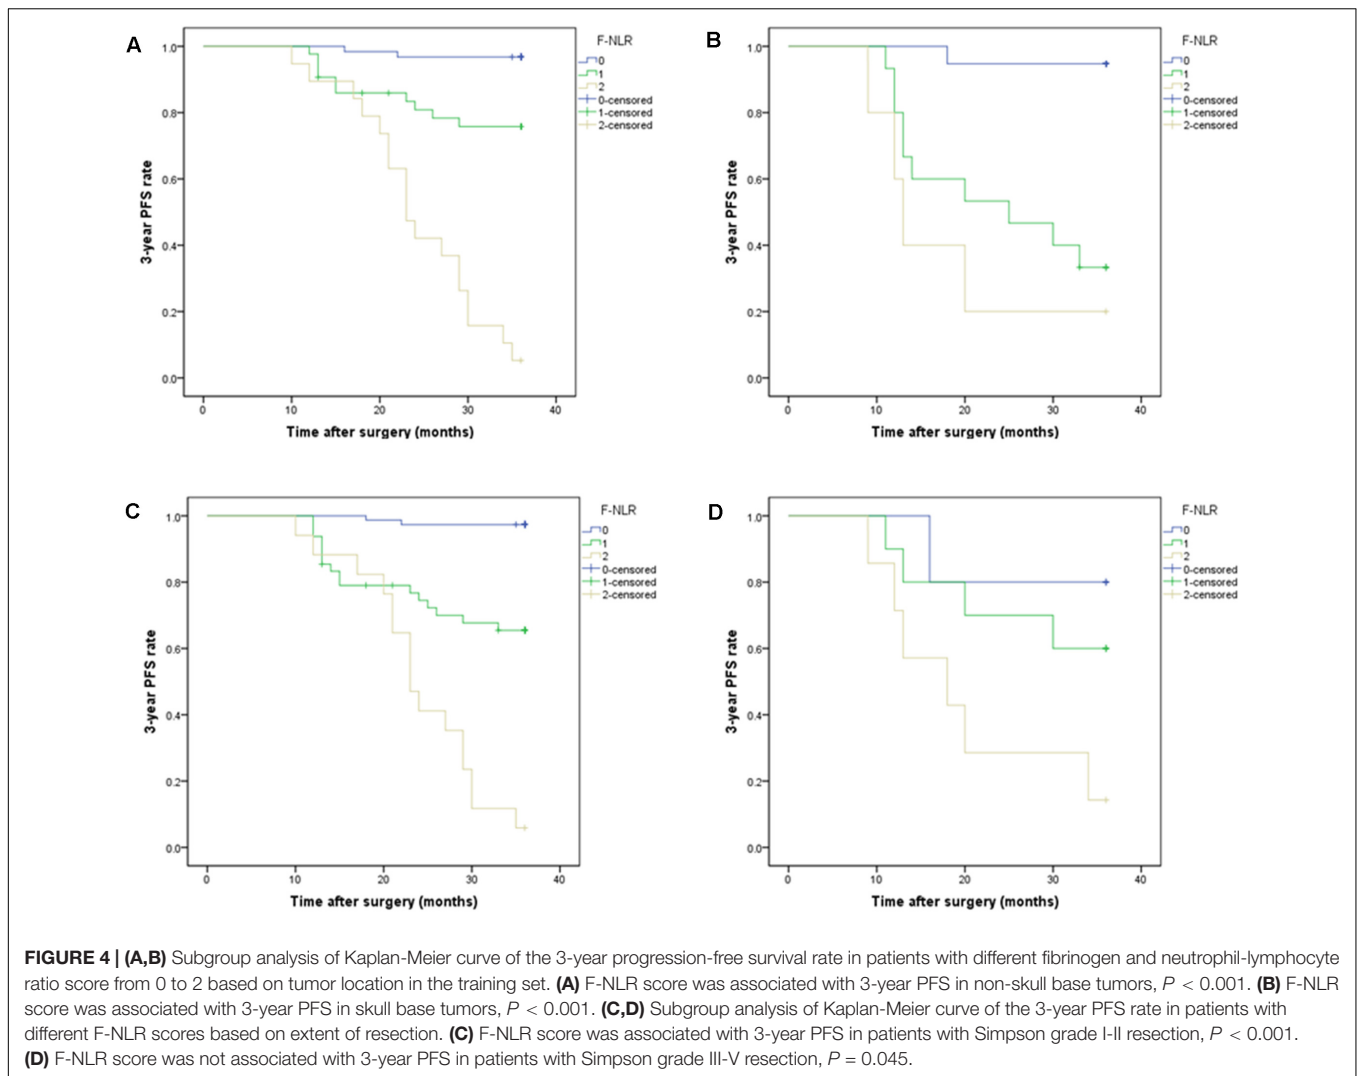 A
3-year PFS rate
1.0
0.8
0.6
0.4
0.2
0.0
0 10 20 30 40
Time after surgery (months)
F-NLR
0
1
2
0-censored
1-censored
2-censored
B
3-year PFS rate
1.0
0.8
0.6
0.4
0.2
0.0
0 10 20 30 40
Time after surgery (months)
F-NLR
0
1
2
0-censored
1-censored
2-censored
C
3-year PFS rate
1.0
0.8
0.6
0.4
0.2
0.0
0 10 20 30 40
Time after surgery (months)
F-NLR
0
1
2
0-censored
1-censored
2-censored
D
3-year PFS rate
1.0
0.8
0.6
0.4
0.2
0.0
0 10 20 30 40
Time after surgery (months)
F-NLR
0
1
2
0-censored
1-censored
2-censored
FIGURE 4 | (A,B) Subgroup analysis of Kaplan-Meier curve of the 3-year progression-free survival rate in patients with different fibrinogen and neutrophil-lymphocyte
ratio score from 0 to 2 based on tumor location in the training set. (A) F-NLR score was associated with 3-year PFS in non-skull base tumors, P < 0.001. (B) F-NLR
score was associated with 3-year PFS in skull base tumors, P < 0.001. (C,D) Subgroup analysis of Kaplan-Meier curve of the 3-year PFS rate in patients with
different F-NLR scores based on extent of resection. (C) F-NLR score was associated with 3-year PFS in patients with Simpson grade I-II resection, P < 0.001.
(D) F-NLR score was not associated with 3-year PFS in patients with Simpson grade III-V resection, P = 0.045.